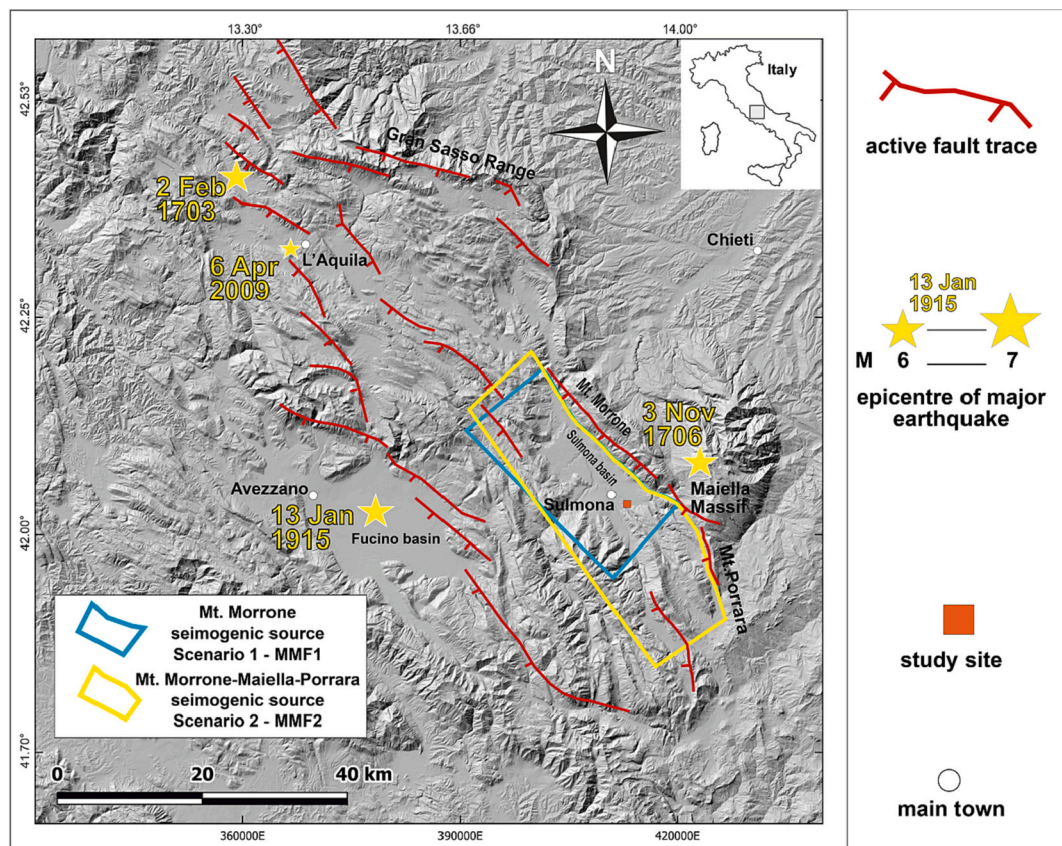 13.30
13.66
14.00
42.53
42.25
42.00
41.70
360000E
390000E
420000E
N
Italy
Gran Sasso Range
2 Feb
1703
6 Apr
2009
L'Aquila
Chieti
Mt. Morrone
3 Nov
1706
Sulmona basin
Sulmona
Maiella
Massif
Mt.Porrara
Avezzano
13 Jan
1915
Fucino basin
Mt. Morrone
seimogenic source
Scenario 1 - MMF1
Mt. Morrone-Maiella-Porrara
seimogenic source
Scenario 2 - MMF2
0 20 40 km
active fault trace
13 Jan
1915
M 6 7
epicentre of major
earthquake
study site
main town